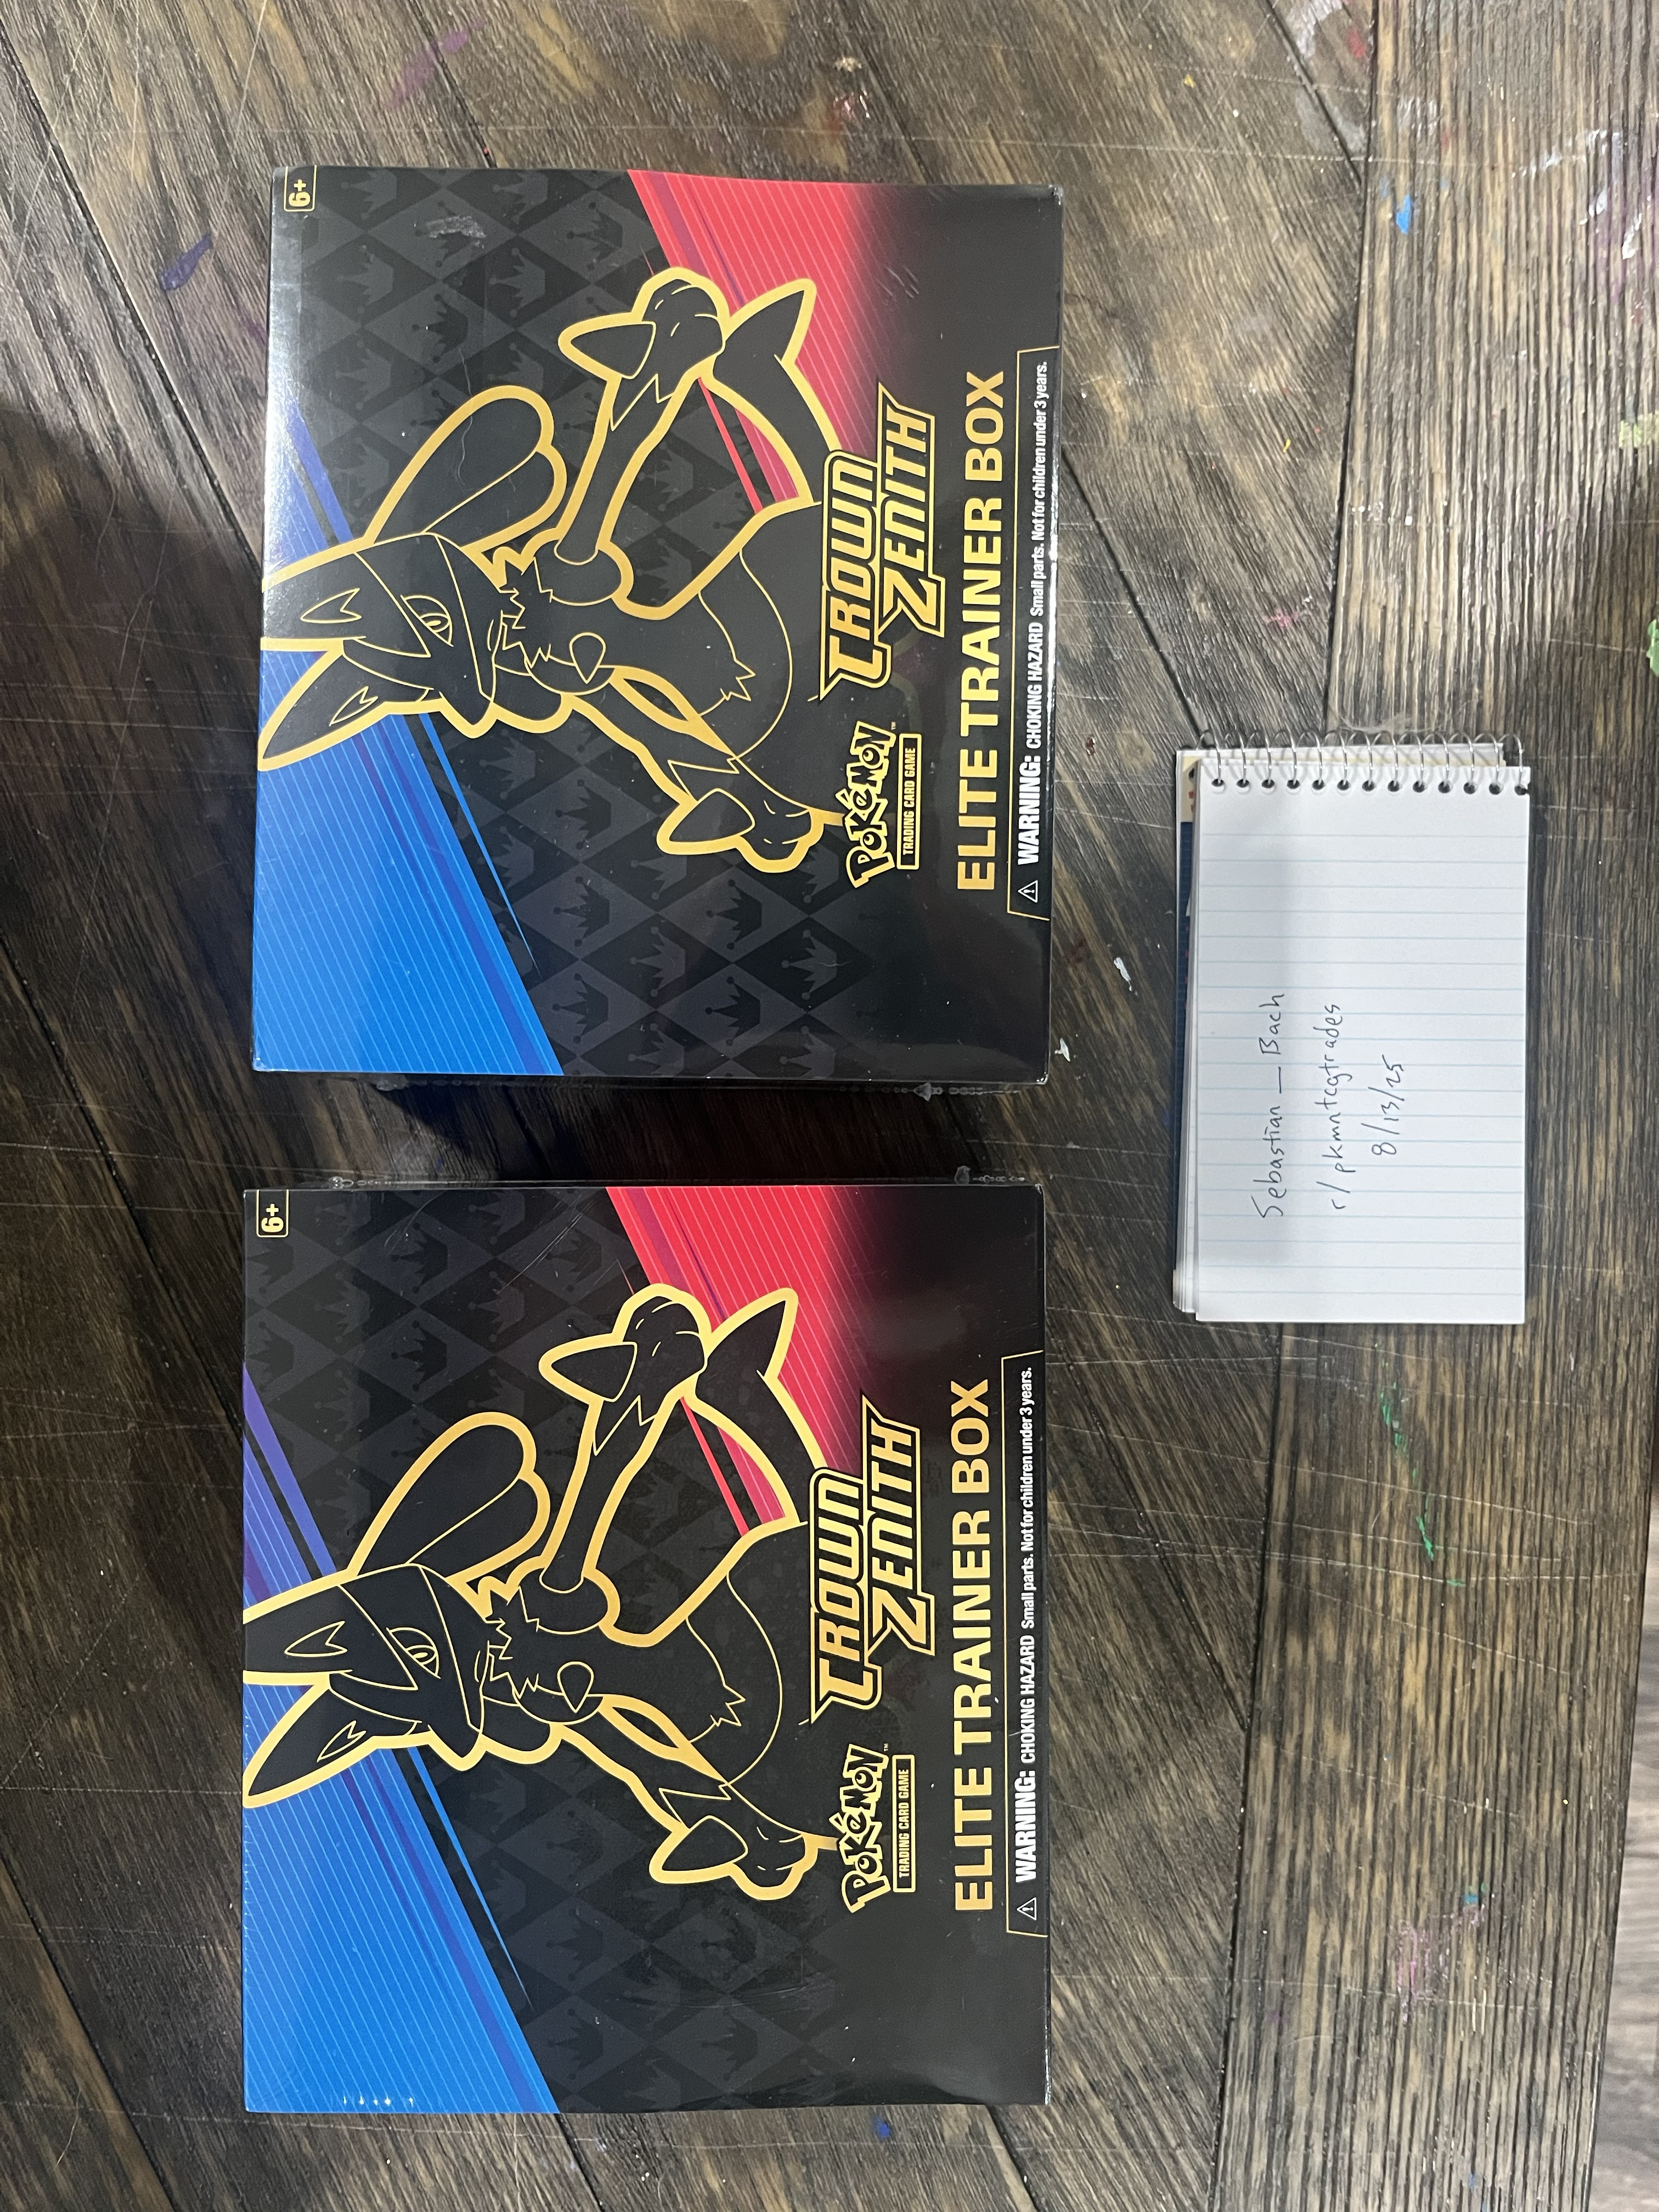 6+
CROWN
ZENITH
Pokémon™
TRADING CARD GAME
ELITE TRAINER BOX
⚠ WARNING: CHOKING HAZARD Small parts. Not for children under 3 years.
6+
CROWN
ZENITH
Pokémon™
TRADING CARD GAME
ELITE TRAINER BOX
⚠ WARNING: CHOKING HAZARD Small parts. Not for children under 3 years.
Sebastian _ Bach
r/pkmntcgtrades
8/13/25